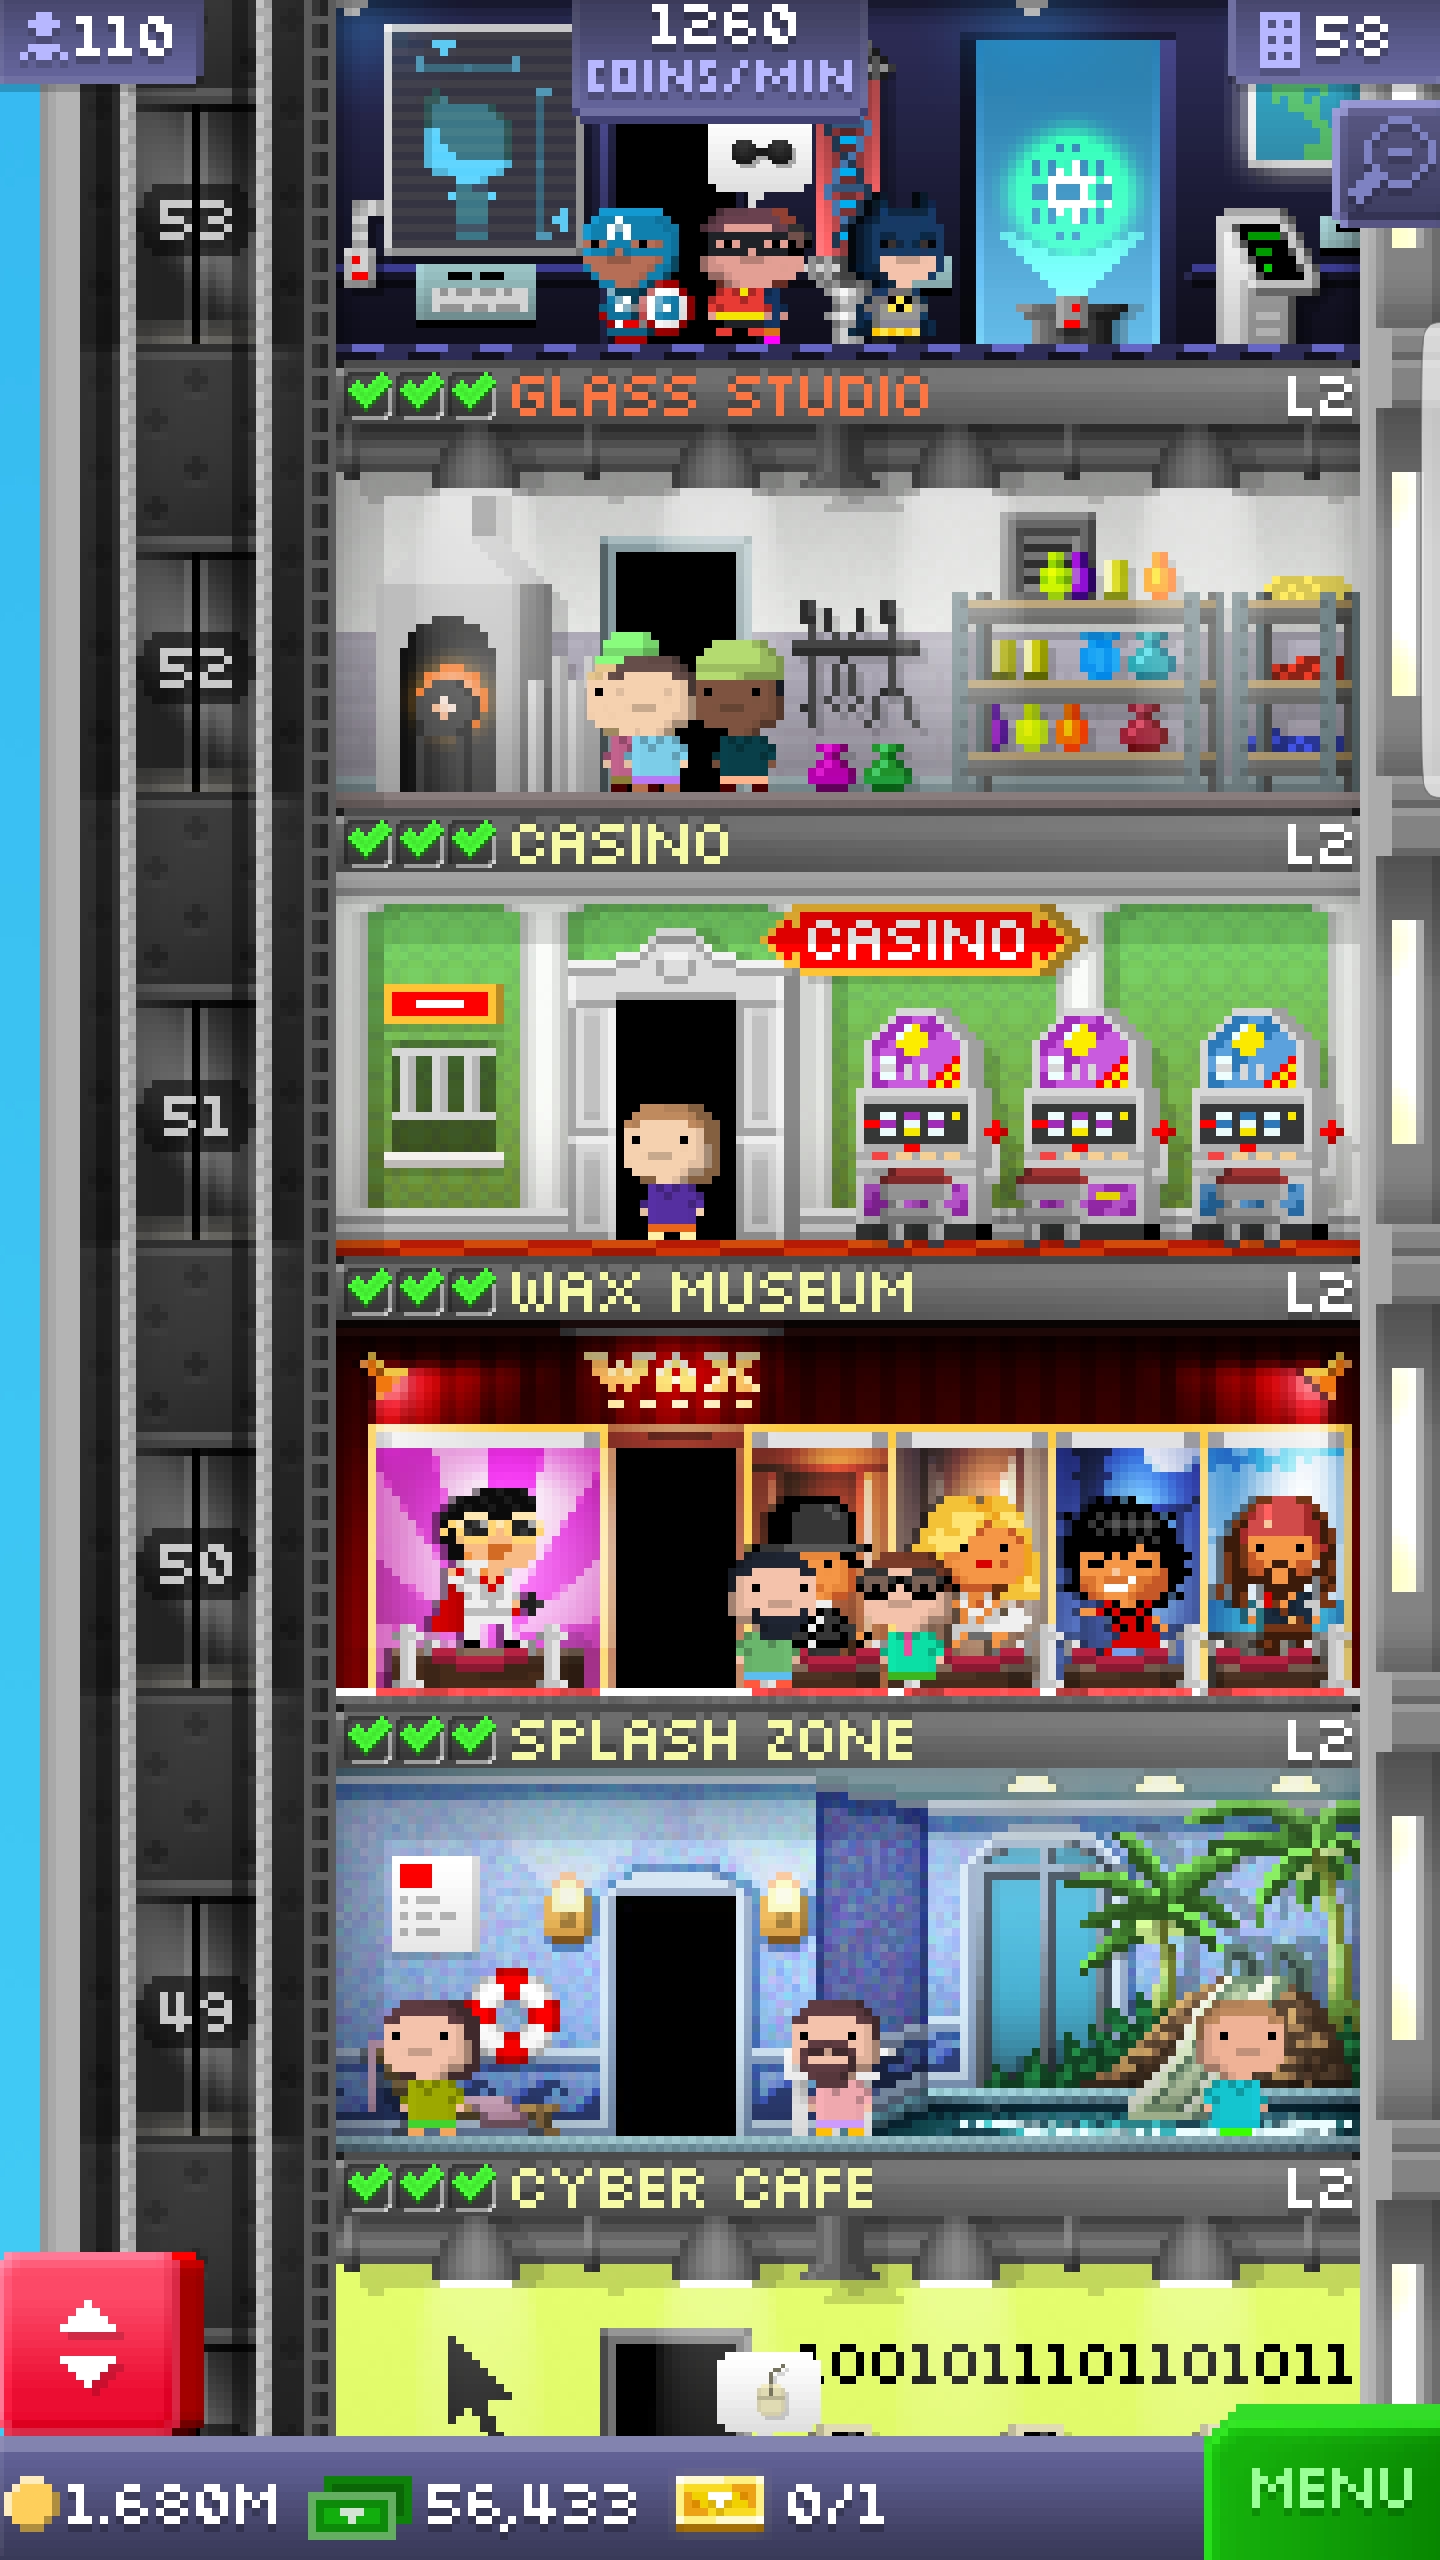 110
1260
COINS/MIN
58
53
GLASS STUDIO L2
52
CASINO L2
CASINO
51
WAX MUSEUM L2
WAX
50
SPLASH ZONE L2
49
CYBER CAFE L2
1001011101101011
1.680M 56,433 0/1
MENU